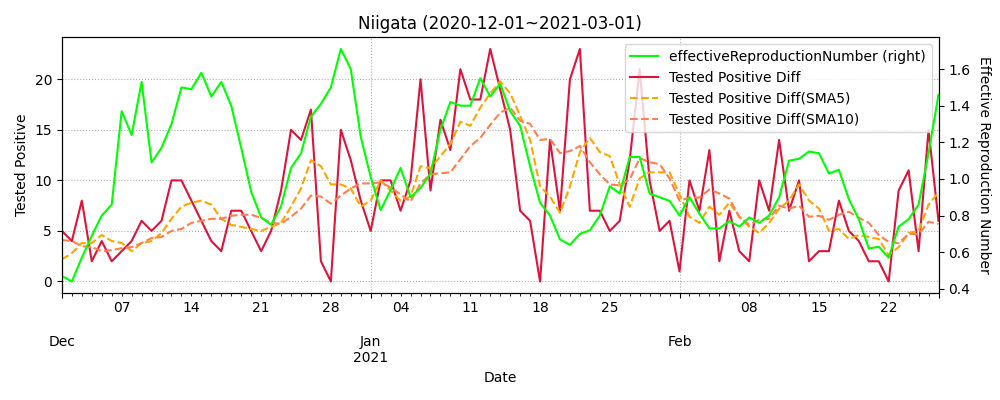 Niigata (2020-12-01~2021-03-01)
effectiveReproductionNumber (right)
Tested Positive Diff
Tested Positive Diff(SMA5)
Tested Positive Diff(SMA10)
Tested Positive
20
15
10
5
0
1.6
1.4
1.2
1.0
0.8
0.6
0.4
Effective Reproduction Number
07 14 21 28 04 11 18 25 08 15 22
Dec Jan Feb
2021
Date